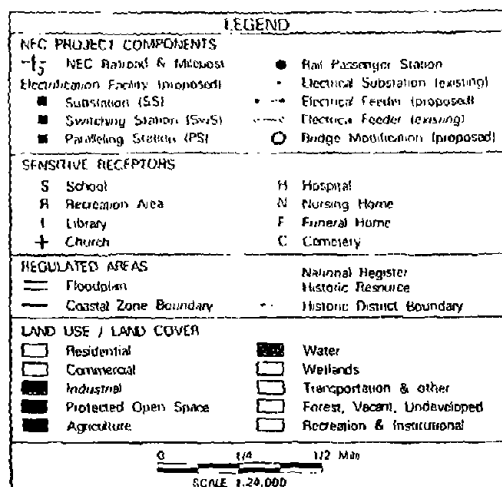 LEGEND
NEC PROJECT COMPONENTS
NEC Railroad & Milepost
Electrification Facility (proposed)
Substation (SS)
Switching Station (SwS)
Paralleling Station (PS)
Rail Passenger Station
Electrical Substation (existing)
Electrical Feeder (proposed)
Electrical Feeder (existing)
Bridge Modification (proposed)
SENSITIVE RECEPTORS
S School
R Recreation Area
L Library
Church
H Hospital
N Nursing Home
F Funeral Home
C Cemetery
REGULATED AREAS
Floodplain
Coastal Zone Boundary
National Register
Historic Resource
Historic District Boundary
LAND USE / LAND COVER
Residential
Commercial
Industrial
Protected Open Space
Agriculture
Water
Wetlands
Transportation & other
Forest, Vacant, Undeveloped
Recreation & Institutional
0 1/4 1/2 Mile
SCALE 1:24,000